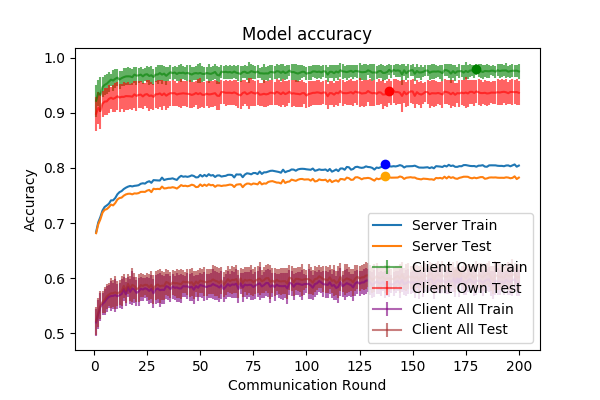 Model accuracy
1.0
0.9
0.8
0.7
0.6
0.5
Accuracy
Server Train
Server Test
Client Own Train
Client Own Test
Client All Train
Client All Test
0 25 50 75 100 125 150 175 200
Communication Round